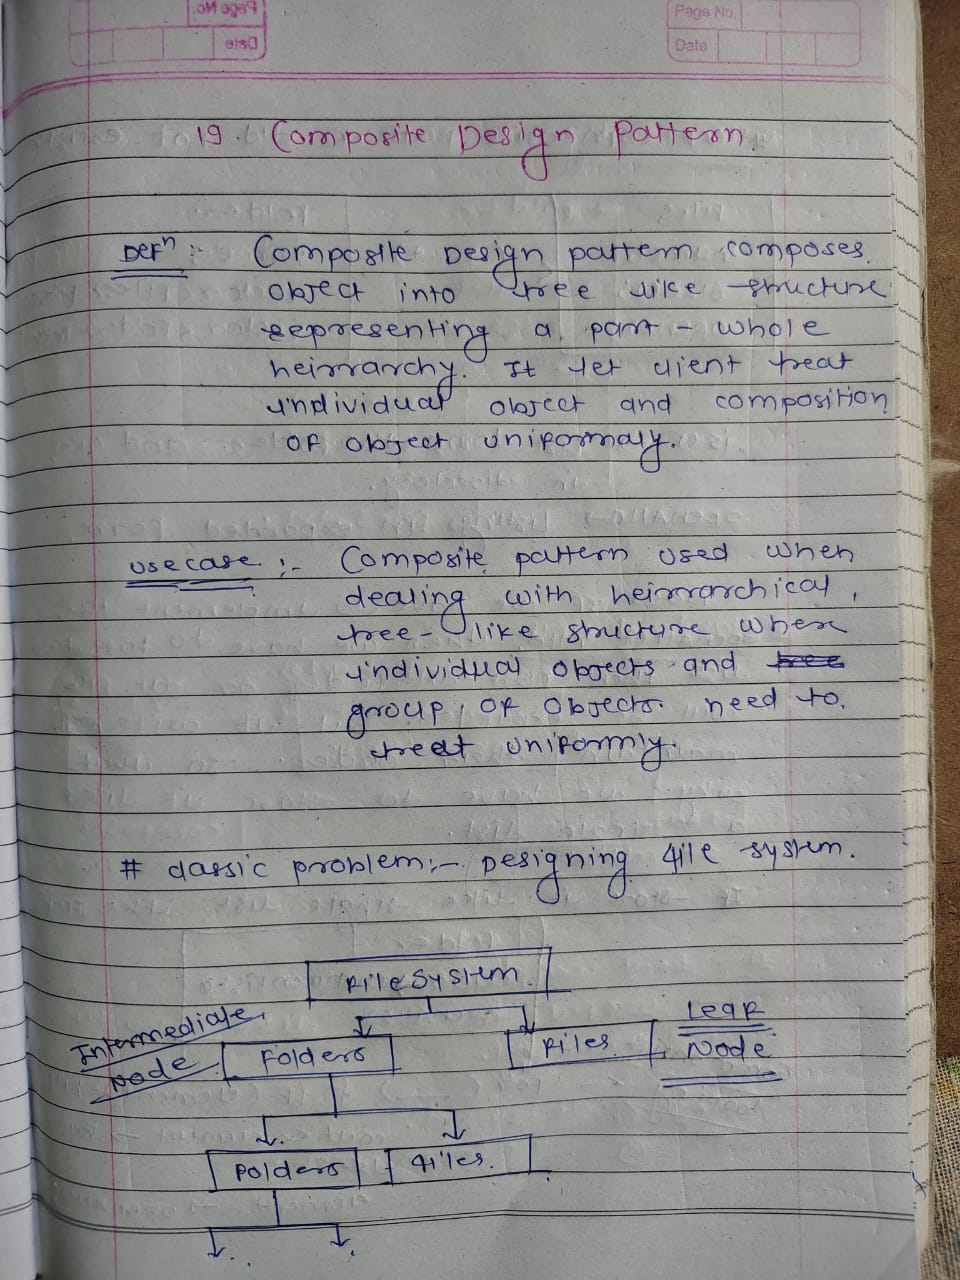 Page No.
Date
19. Composite Design Pattern.
Defⁿ :- Composite Design pattern composes.
object into tree like structure
representing a part - whole
heirrarchy. It let client treat
individual object and composition
of object uniformaly.
use case :- Composite pattern used when
dealing with heirrarchical,
tree - like structure where
individual objects and tree
group of objects need to.
treat uniformly.
# classic problem :- Designing file system.
File System
Intermediate Node
Folders
Files
Leaf Node
Folders
files.